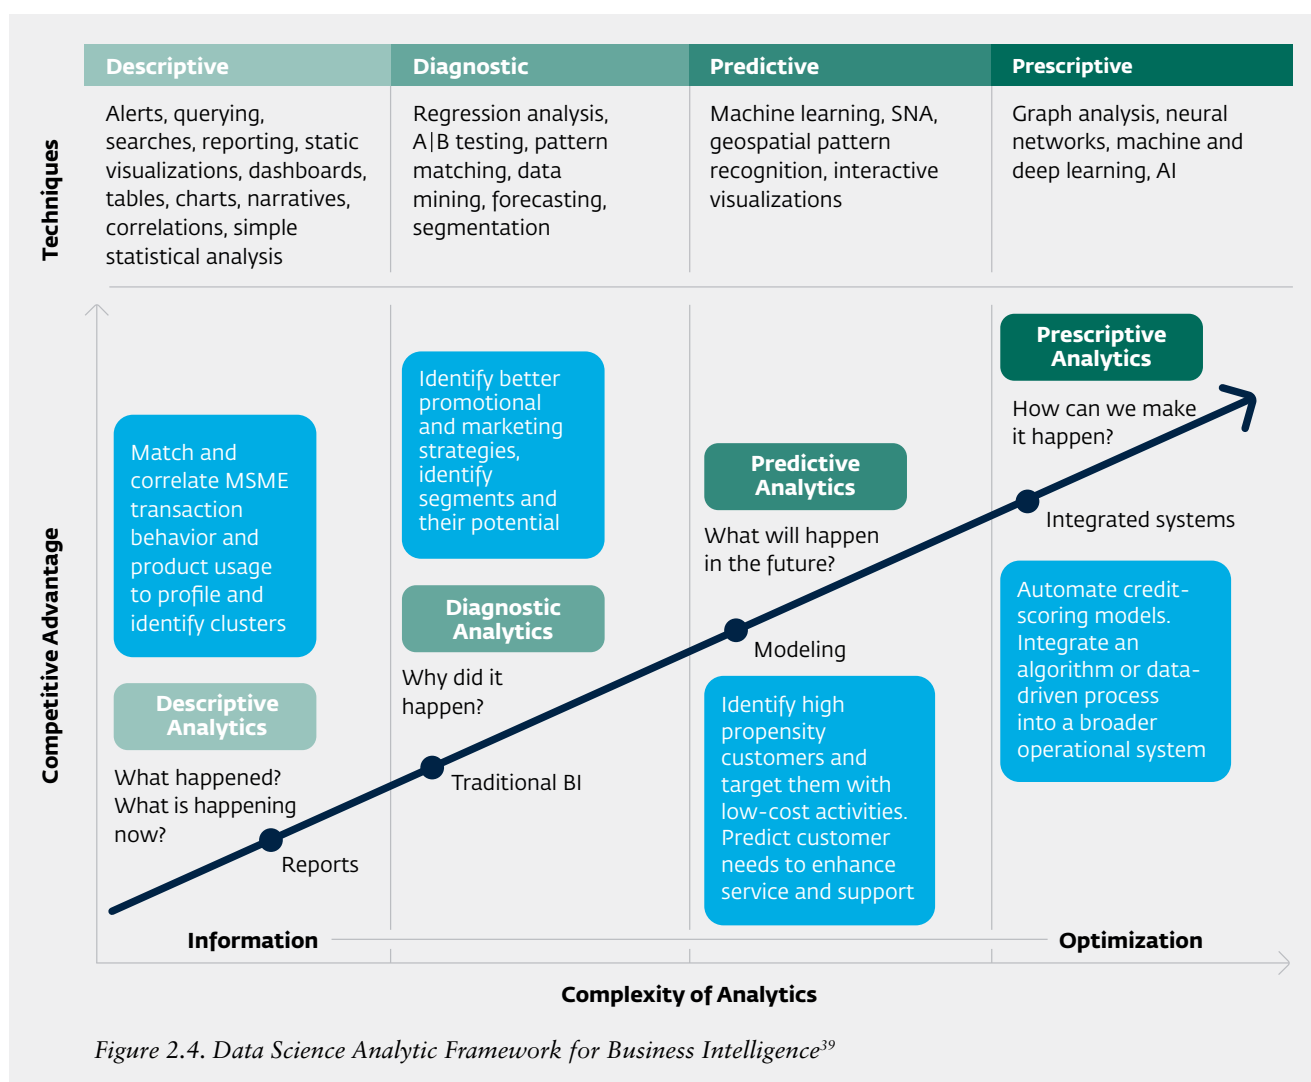 Descriptive
Diagnostic
Predictive
Prescriptive
Techniques
Alerts, querying,
searches, reporting, static
visualizations, dashboards,
tables, charts, narratives,
correlations, simple
statistical analysis
Regression analysis,
A|B testing, pattern
matching, data
mining, forecasting,
segmentation
Machine learning, SNA,
geospatial pattern
recognition, interactive
visualizations
Graph analysis, neural
networks, machine and
deep learning, AI
Competitive Advantage
Match and
correlate MSME
transaction
behavior and
product usage
to profile and
identify clusters
Descriptive
Analytics
What happened?
What is happening
now?
Reports
Identify better
promotional
and marketing
strategies,
identify
segments and
their potential
Diagnostic
Analytics
Why did it
happen?
Traditional BI
Predictive
Analytics
What will happen
in the future?
Modeling
Identify high
propensity
customers and
target them with
low-cost activities.
Predict customer
needs to enhance
service and support
Prescriptive
Analytics
How can we make
it happen?
Integrated systems
Automate credit-
scoring models.
Integrate an
algorithm or data-
driven process
into a broader
operational system
Information
Optimization
Complexity of Analytics
Figure 2.4. Data Science Analytic Framework for Business Intelligence³⁹